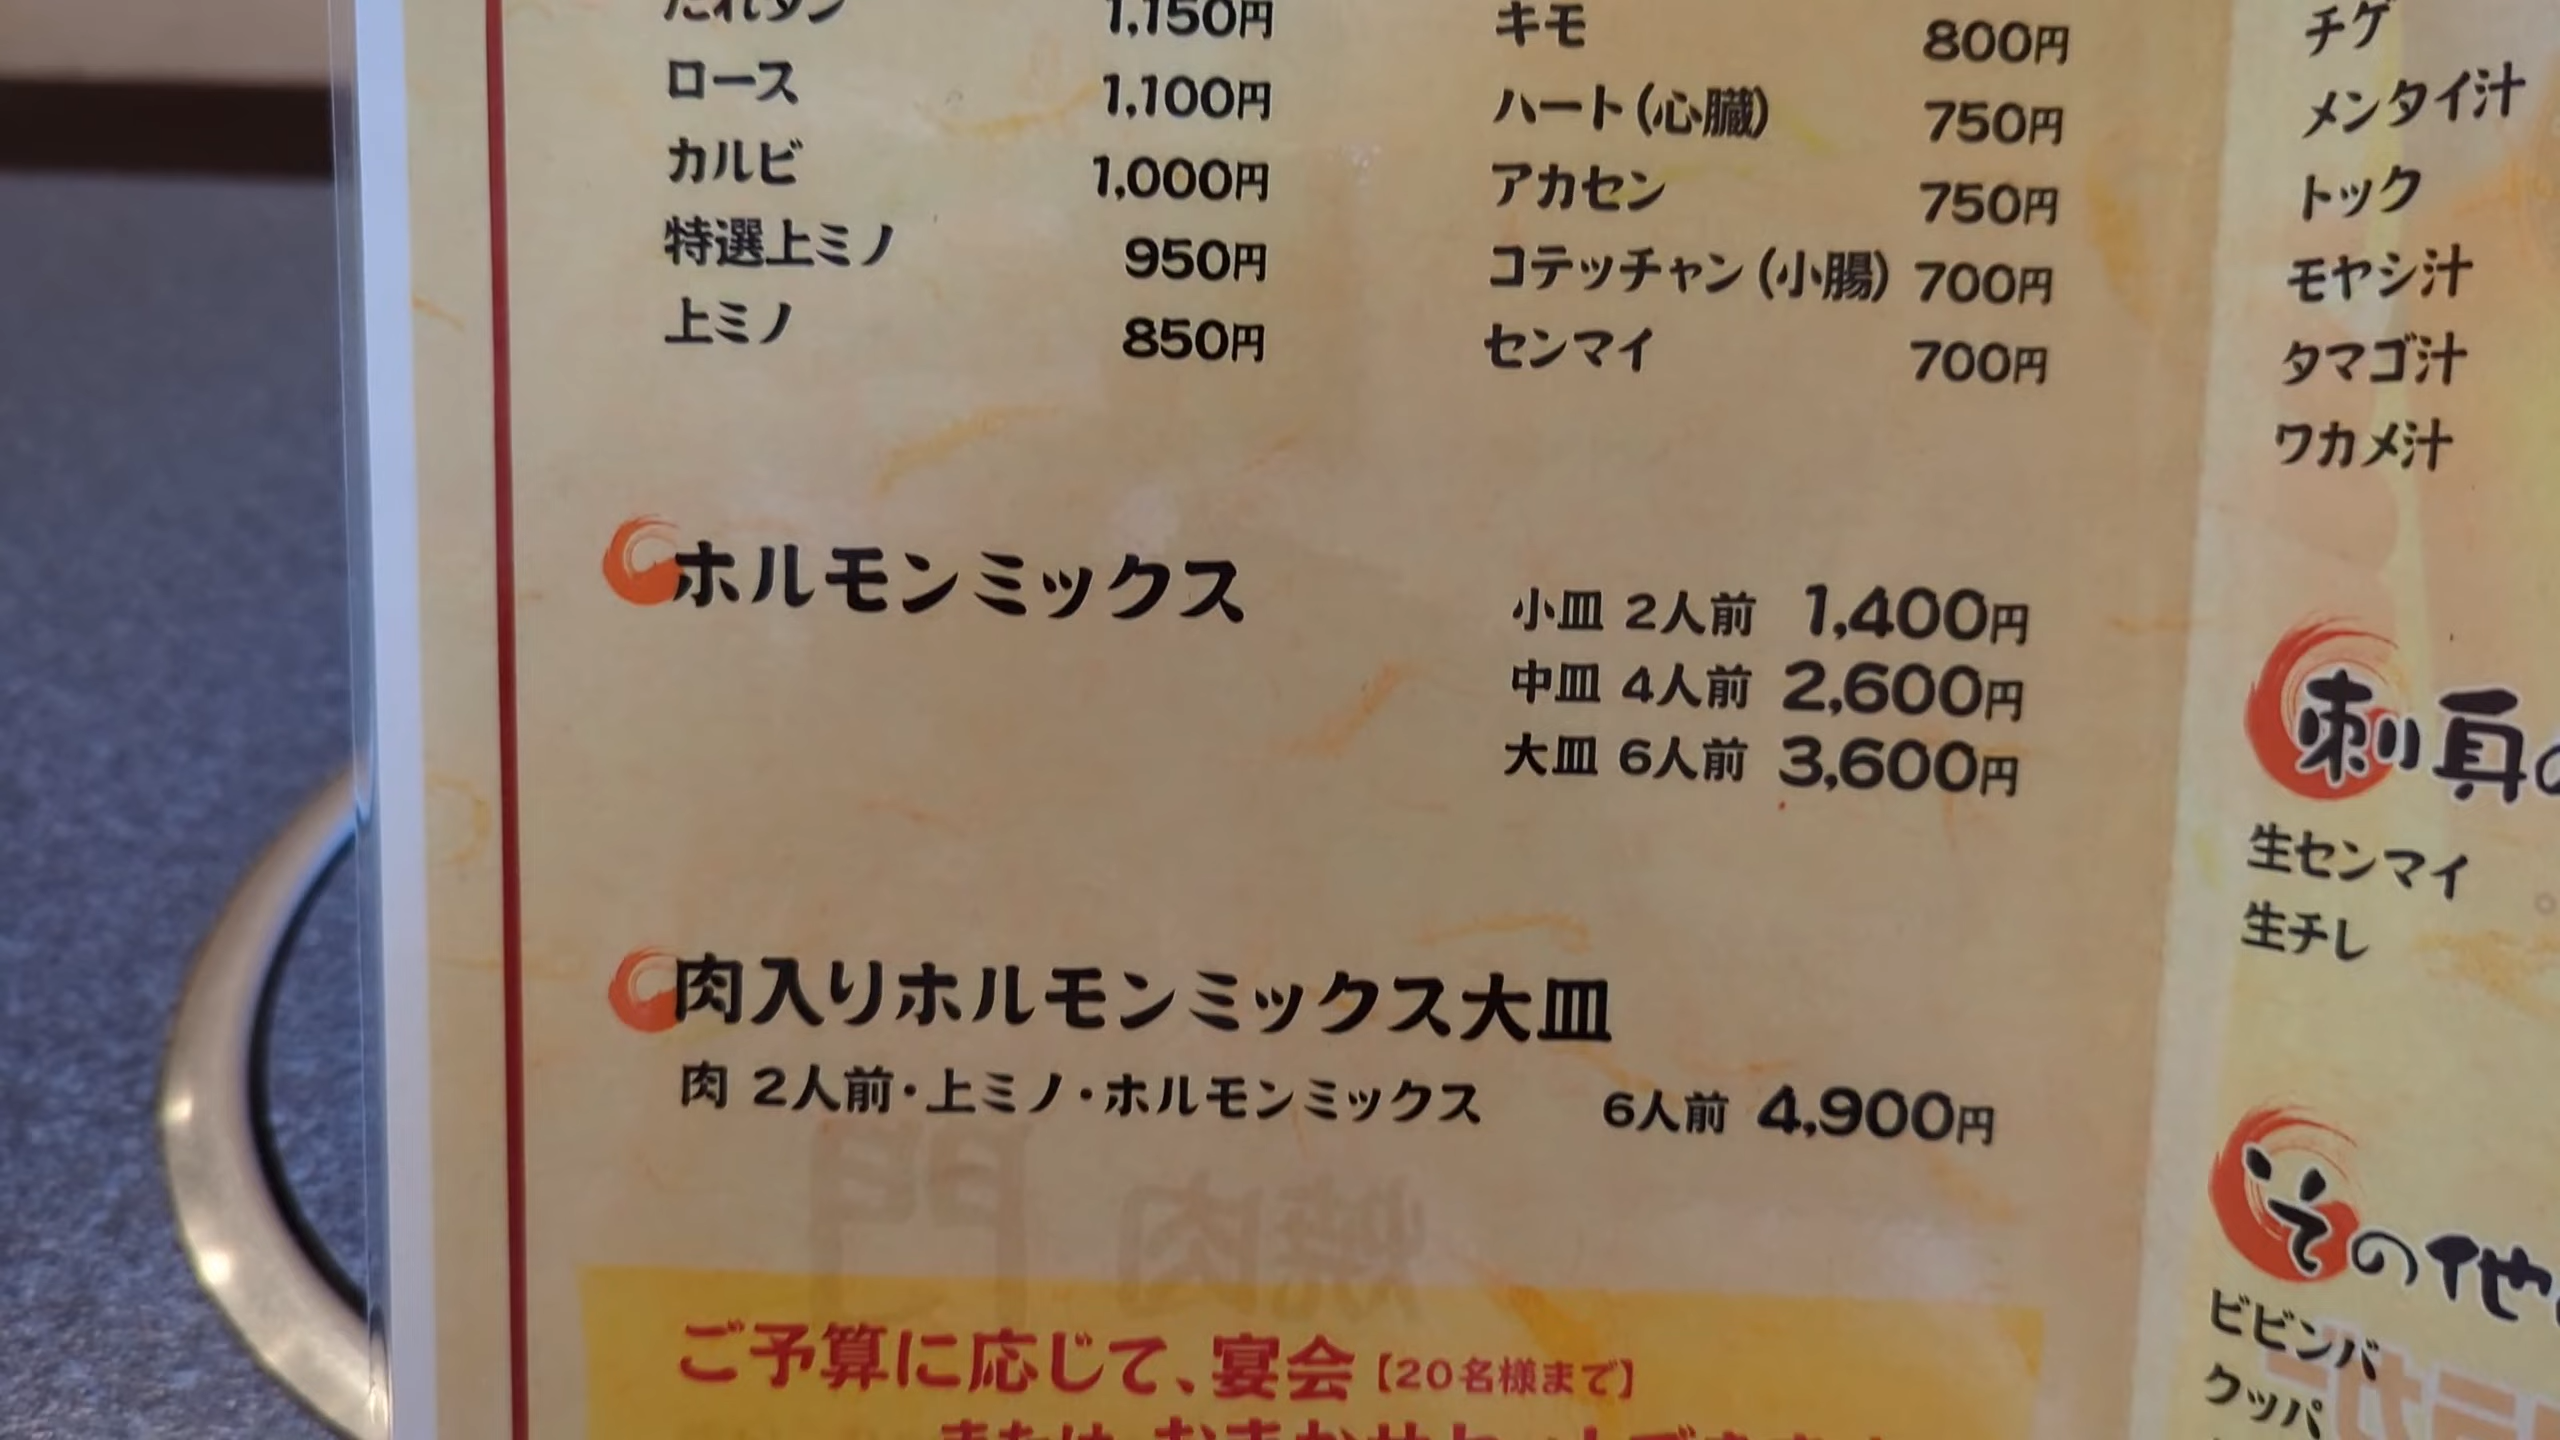 たれタン 1,150円
ロース 1,100円
カルビ 1,000円
特選上ミノ 950円
上ミノ 850円
キモ 800円
ハート(心臓) 750円
アカセン 750円
コテッチャン(小腸) 700円
センマイ 700円
ホルモンミックス
小皿 2人前 1,400円
中皿 4人前 2,600円
大皿 6人前 3,600円
肉入りホルモンミックス大皿
肉 2人前・上ミノ・ホルモンミックス 6人前 4,900円
ご予算に応じて、宴会【20名様まで】
チゲ
メンタイ汁
トック
モヤシ汁
タマゴ汁
ワカメ汁
刺身の
生センマイ
生チレ
その他
ビビンバ
クッパ